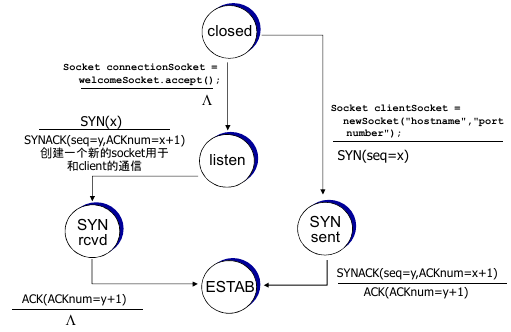 closed
Socket connectionSocket =
welcomeSocket.accept();
Λ
Socket clientSocket =
newSocket("hostname","port
number");
SYN(seq=x)
SYN(x)
SYNACK(seq=y,ACKnum=x+1)
创建一个新的socket用于
和client的通信
listen
SYN
rcvd
SYN
sent
ESTAB
SYNACK(seq=y,ACKnum=x+1)
ACK(ACKnum=y+1)
ACK(ACKnum=y+1)
Λ